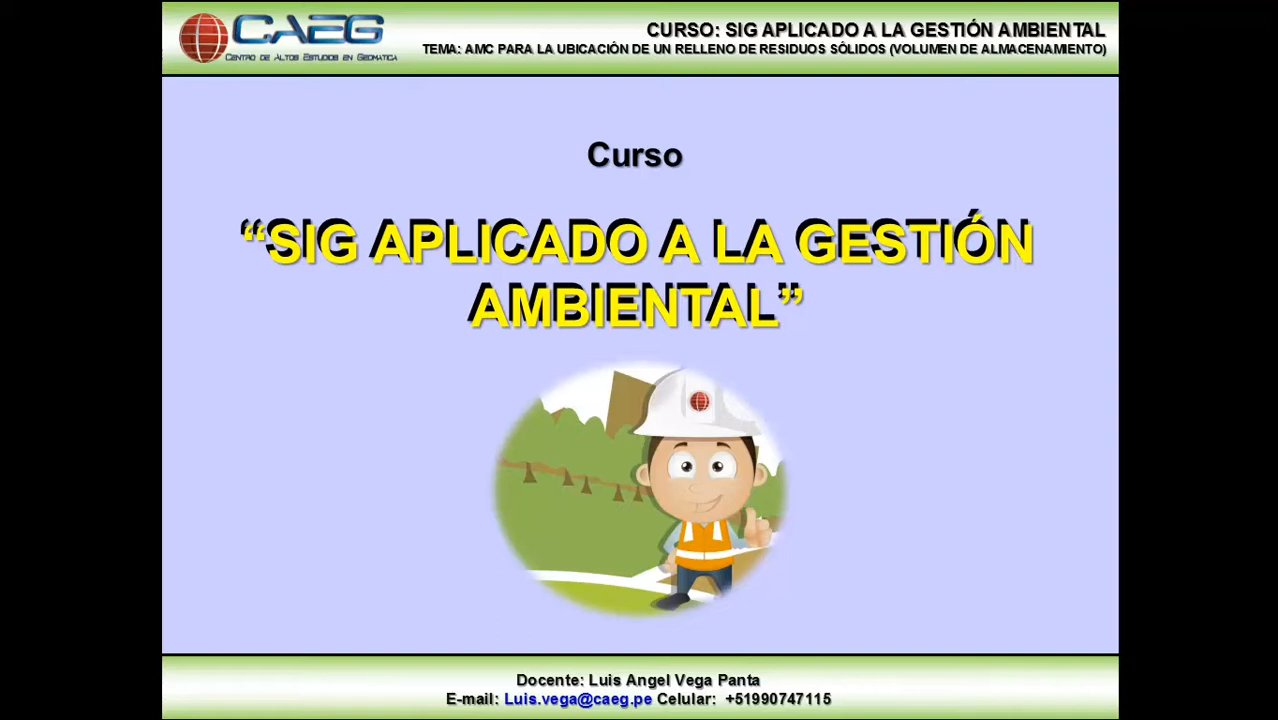 CAEG
CENTRO DE ALTOS ESTUDIOS EN GEOMATICA
CURSO: SIG APLICADO A LA GESTIÓN AMBIENTAL
TEMA: AMC PARA LA UBICACIÓN DE UN RELLENO DE RESIDUOS SÓLIDOS (VOLUMEN DE ALMACENAMIENTO)
Curso
“SIG APLICADO A LA GESTIÓN
AMBIENTAL”
Docente: Luis Angel Vega Panta
E-mail: Luis.vega@caeg.pe Celular: +51990747115